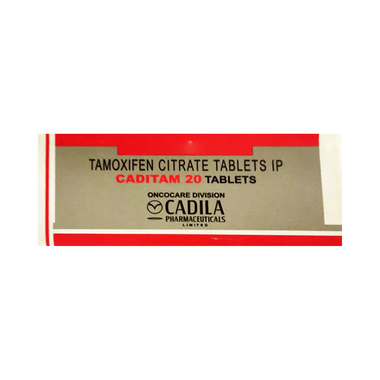 TAMOXIFEN CITRATE TABLETS IP
CADITAM 20 TABLETS
ONCOCARE DIVISION
CADILA
PHARMACEUTICALS
LIMITED